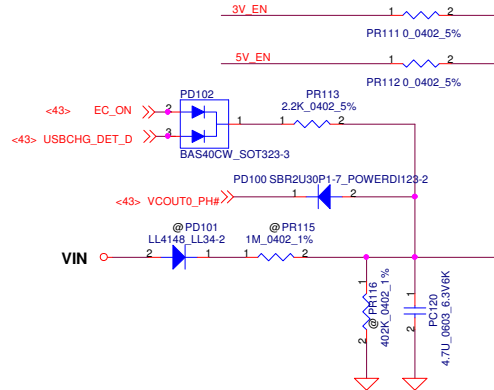 3V_EN
1
2
PR111 0_0402_5%
5V_EN
1
2
PR112 0_0402_5%
PD102
PR113
2.2K_0402_5%
<43> EC_ON
2
<43> USBCHG_DET_D
3
1
1
2
BAS40CW_SOT323-3
PD100 SBR2U30P1-7_POWERDI123-2
<43> VCOUT0_PH#
1
2
@ PD101
LL4148_LL34-2
@ PR115
1M_0402_1%
VIN
2
1
1
2
1
2
@ PR116
402K_0402_1%
1
2
PC120
4.7U_0603_6.3V6K